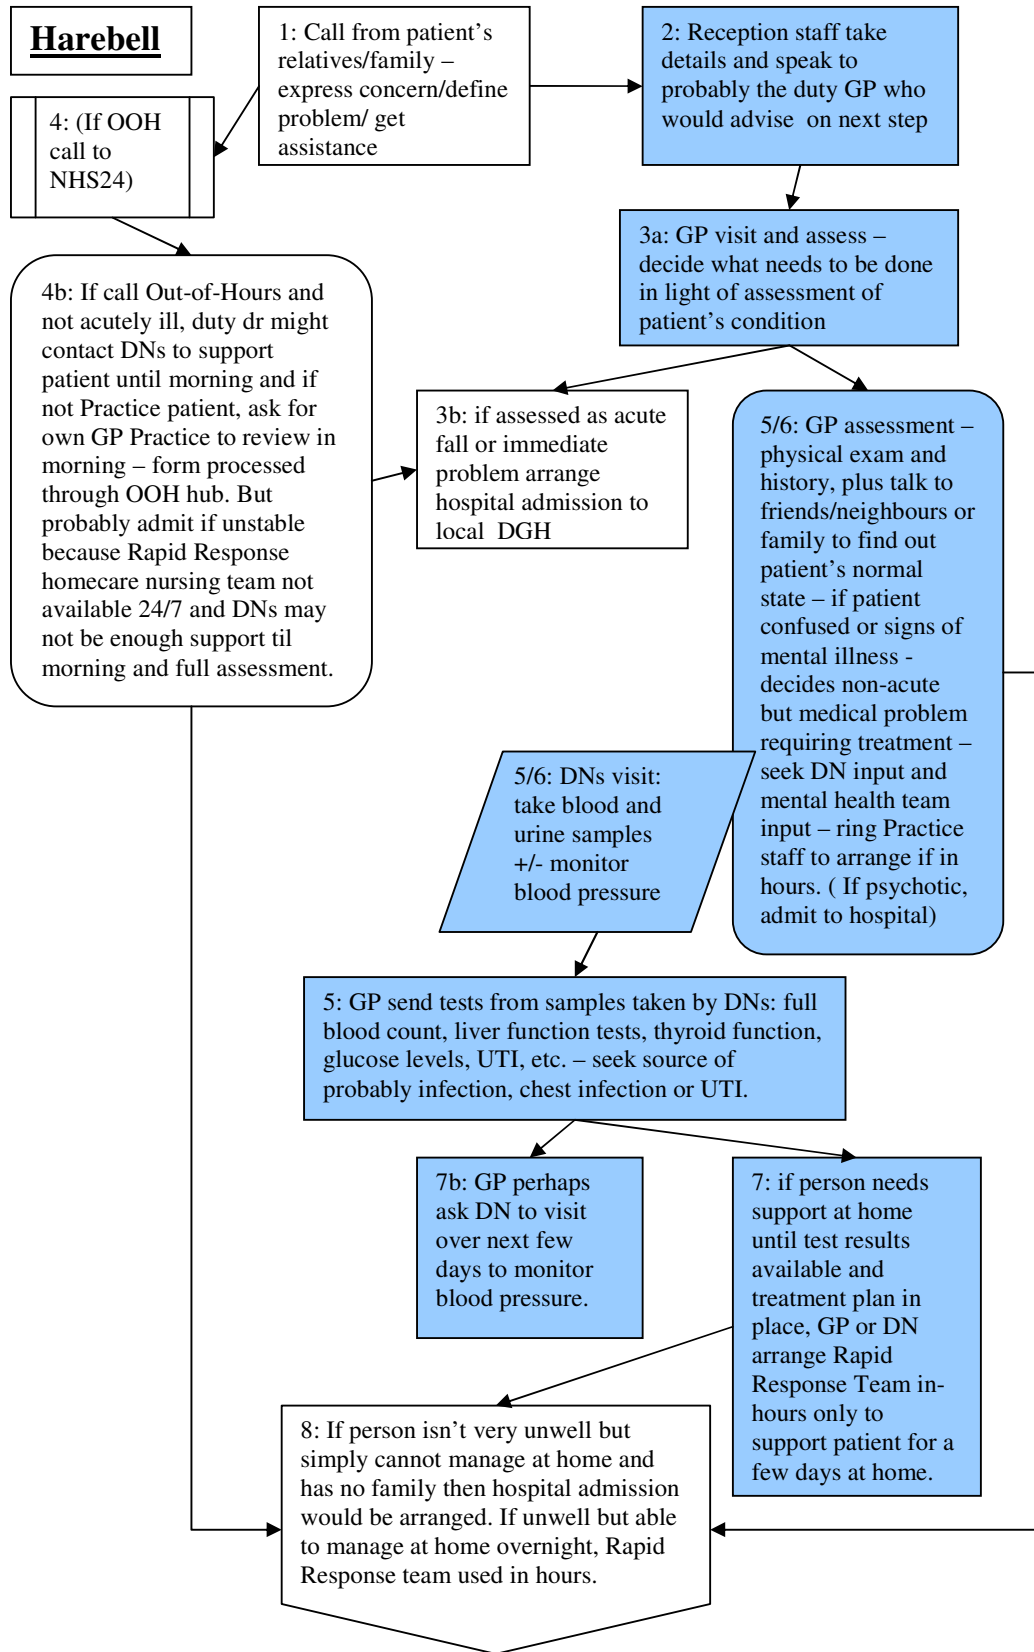 Harebell
1: Call from patient's
relatives/family –
express concern/define
problem/ get
assistance
2: Reception staff take
details and speak to
probably the duty GP who
would advise  on next step
4: (If OOH
call to
NHS24)
3a: GP visit and assess –
decide what needs to be done
in light of assessment of
patient's condition
4b: If call Out-of-Hours and
not acutely ill, duty dr might
contact DNs to support
patient until morning and if
not Practice patient, ask for
own GP Practice to review in
morning – form processed
through OOH hub. But
probably admit if unstable
because Rapid Response
homecare nursing team not
available 24/7 and DNs may
not be enough support til
morning and full assessment.
3b: if assessed as acute
fall or immediate
problem arrange
hospital admission to
local  DGH
5/6: GP assessment –
physical exam and
history, plus talk to
friends/neighbours or
family to find out
patient's normal
state – if patient
confused or signs of
mental illness -
decides non-acute
but medical problem
requiring treatment –
seek DN input and
mental health team
input – ring Practice
staff to arrange if in
hours. ( If psychotic,
admit to hospital)
5/6: DNs visit:
take blood and
urine samples
+/- monitor
blood pressure
5: GP send tests from samples taken by DNs: full
blood count, liver function tests, thyroid function,
glucose levels, UTI, etc. – seek source of
probably infection, chest infection or UTI.
7b: GP perhaps
ask DN to visit
over next few
days to monitor
blood pressure.
7: if person needs
support at home
until test results
available and
treatment plan in
place, GP or DN
arrange Rapid
Response Team in-
hours only to
support patient for a
few days at home.
8: If person isn't very unwell but
simply cannot manage at home and
has no family then hospital admission
would be arranged. If unwell but able
to manage at home overnight, Rapid
Response team used in hours.